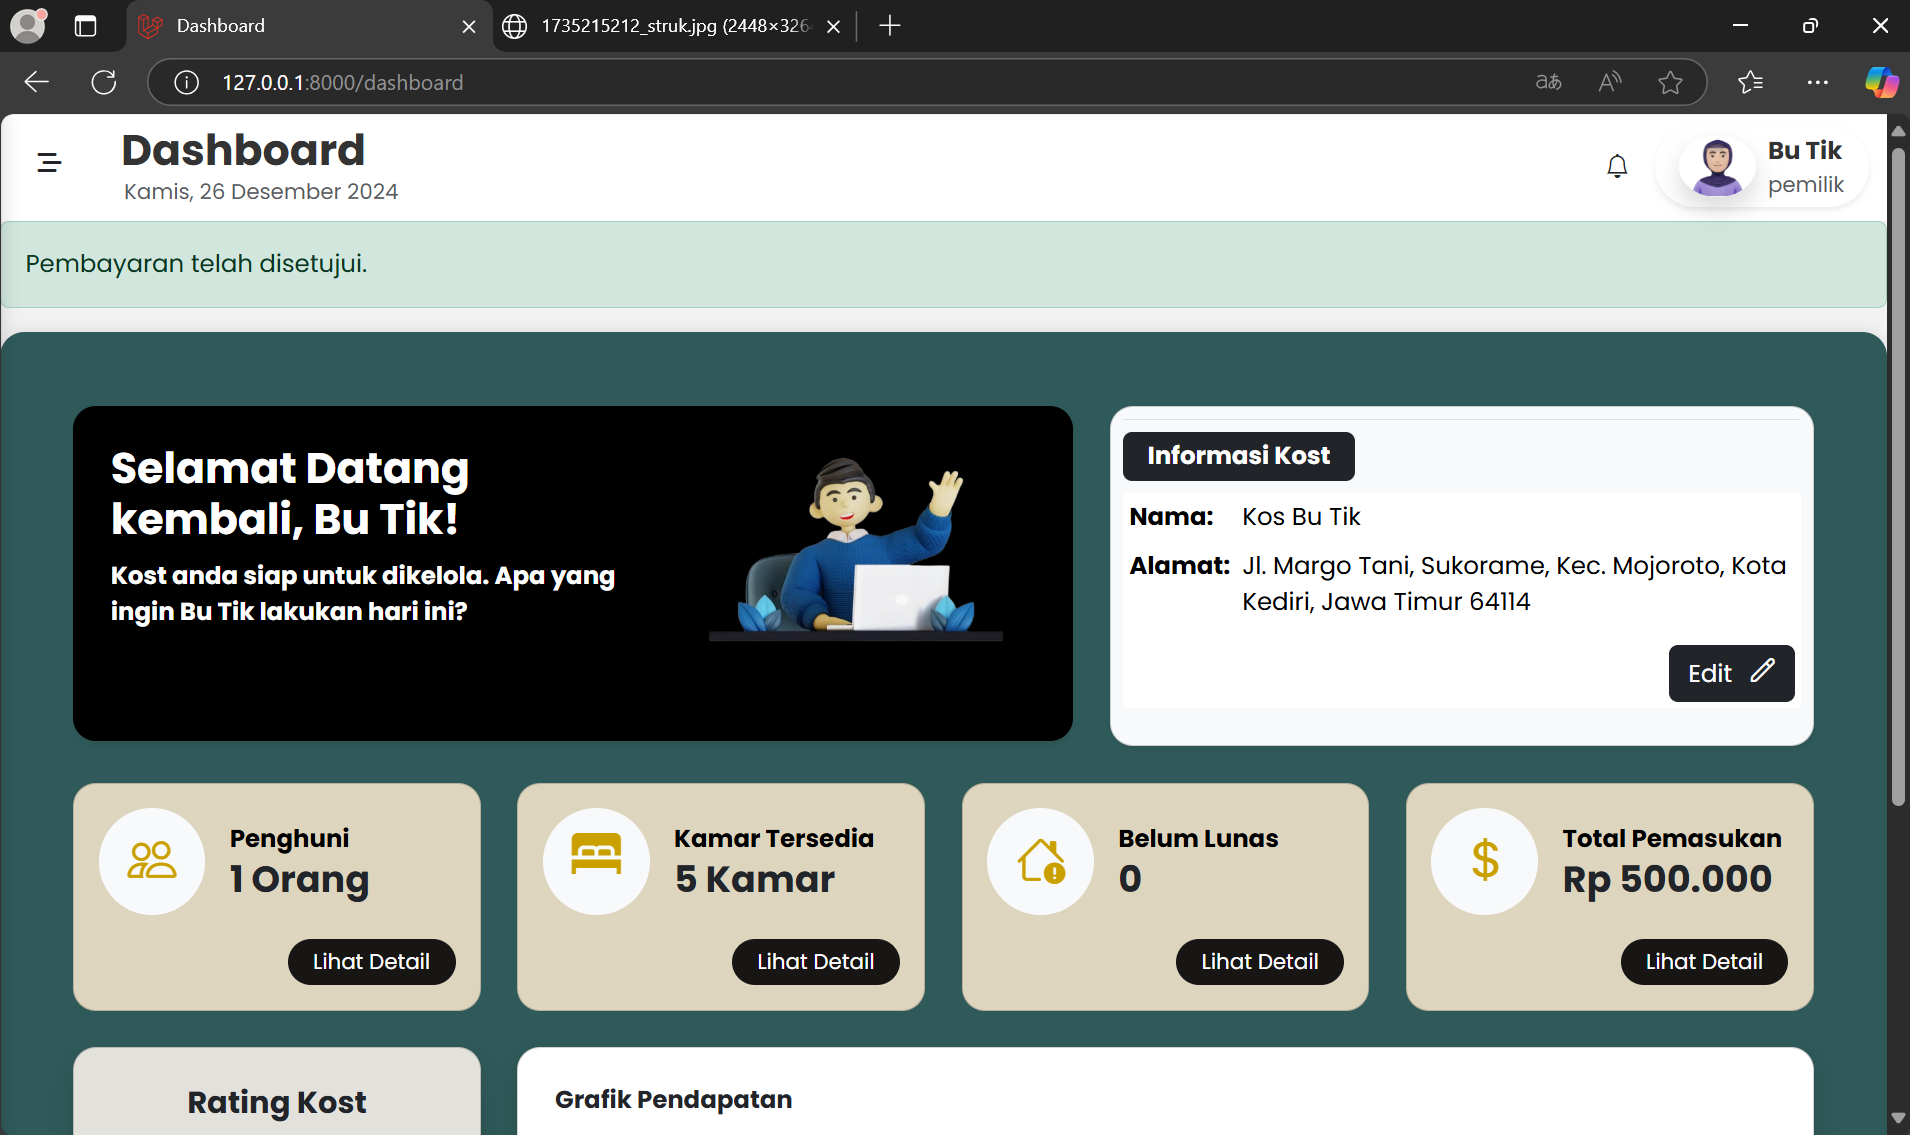 Dashboard
1735215212_struk.jpg (2448×326
127.0.0.1:8000/dashboard
Dashboard
Kamis, 26 Desember 2024
Bu Tik
pemilik
Pembayaran telah disetujui.
Selamat Datang
kembali, Bu Tik!
Kost anda siap untuk dikelola. Apa yang
ingin Bu Tik lakukan hari ini?
Informasi Kost
Nama: Kos Bu Tik
Alamat: Jl. Margo Tani, Sukorame, Kec. Mojoroto, Kota
Kediri, Jawa Timur 64114
Edit
Penghuni
1 Orang
Lihat Detail
Kamar Tersedia
5 Kamar
Lihat Detail
Belum Lunas
0
Lihat Detail
Total Pemasukan
Rp 500.000
Lihat Detail
Rating Kost
Grafik Pendapatan